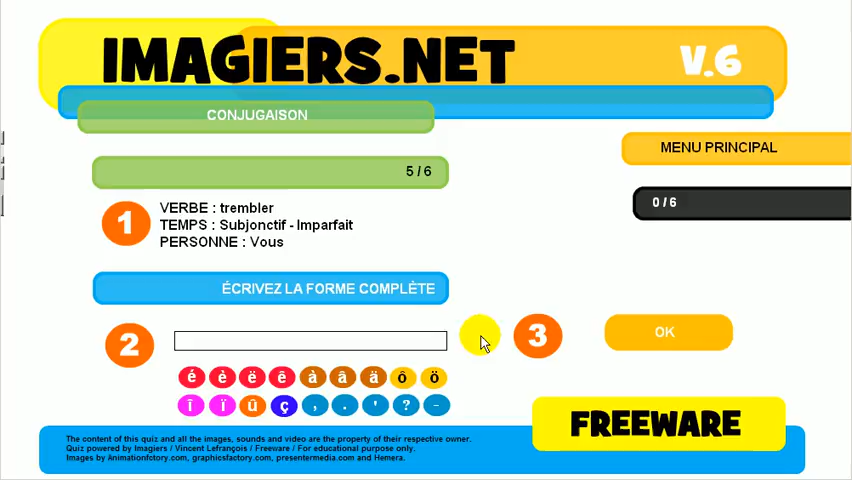 IMAGIERS.NET
V.6
CONJUGAISON
MENU PRINCIPAL
5 / 6
0 / 6
1
VERBE : trembler
TEMPS : Subjonctif - Imparfait
PERSONNE : Vous
ÉCRIVEZ LA FORME COMPLÈTE
2
3
OK
é è ë ê à â ä ô ö
î ï û ç , . ' ? -
FREEWARE
The content of this quiz and all the images, sounds and video are the property of their respective owner.
Quiz powered by Imagiers / Vincent Lefrançois / Freeware / For educational purpose only.
Images by Animationfctory.com, graphicsfactory.com, presentermedia.com and Hemera.